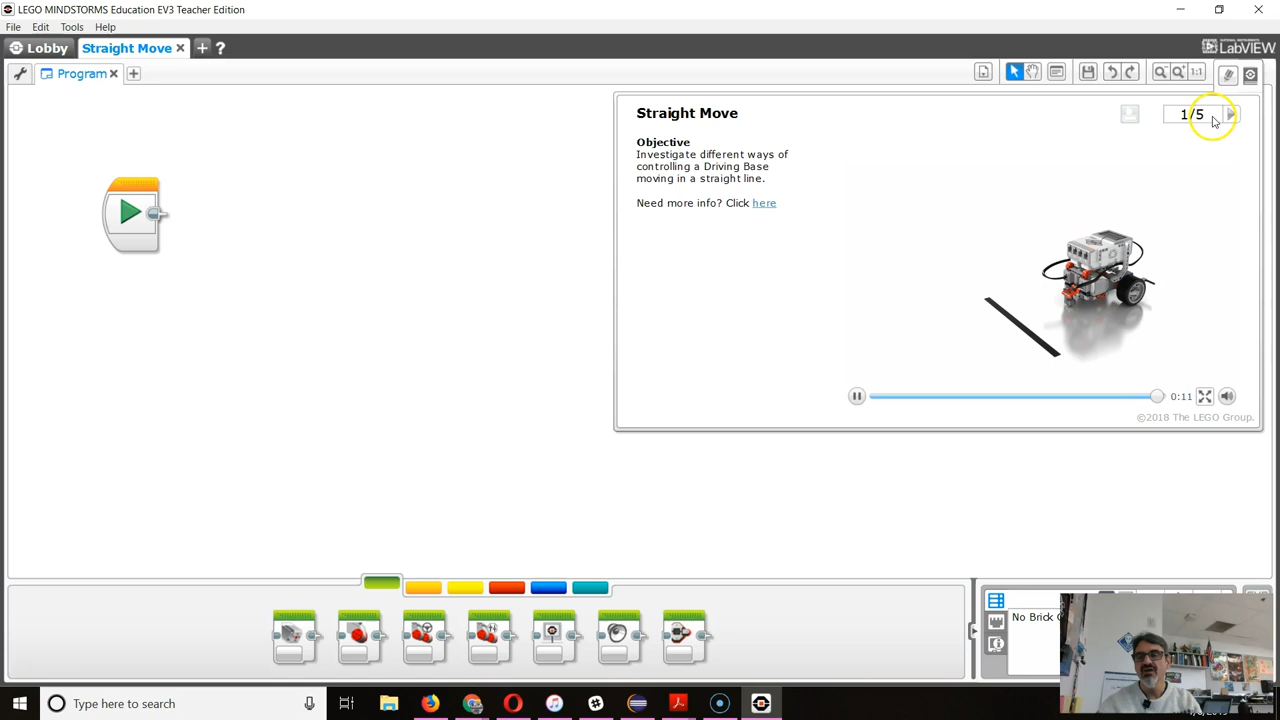 LEGO MINDSTORMS Education EV3 Teacher Edition
File Edit Tools Help
Lobby Straight Move + ?
LabVIEW
Program
1:1
Straight Move
1/5
Objective
Investigate different ways of
controlling a Driving Base
moving in a straight line.
Need more info? Click here
0:11
©2018 The LEGO Group.
No Brick
Type here to search